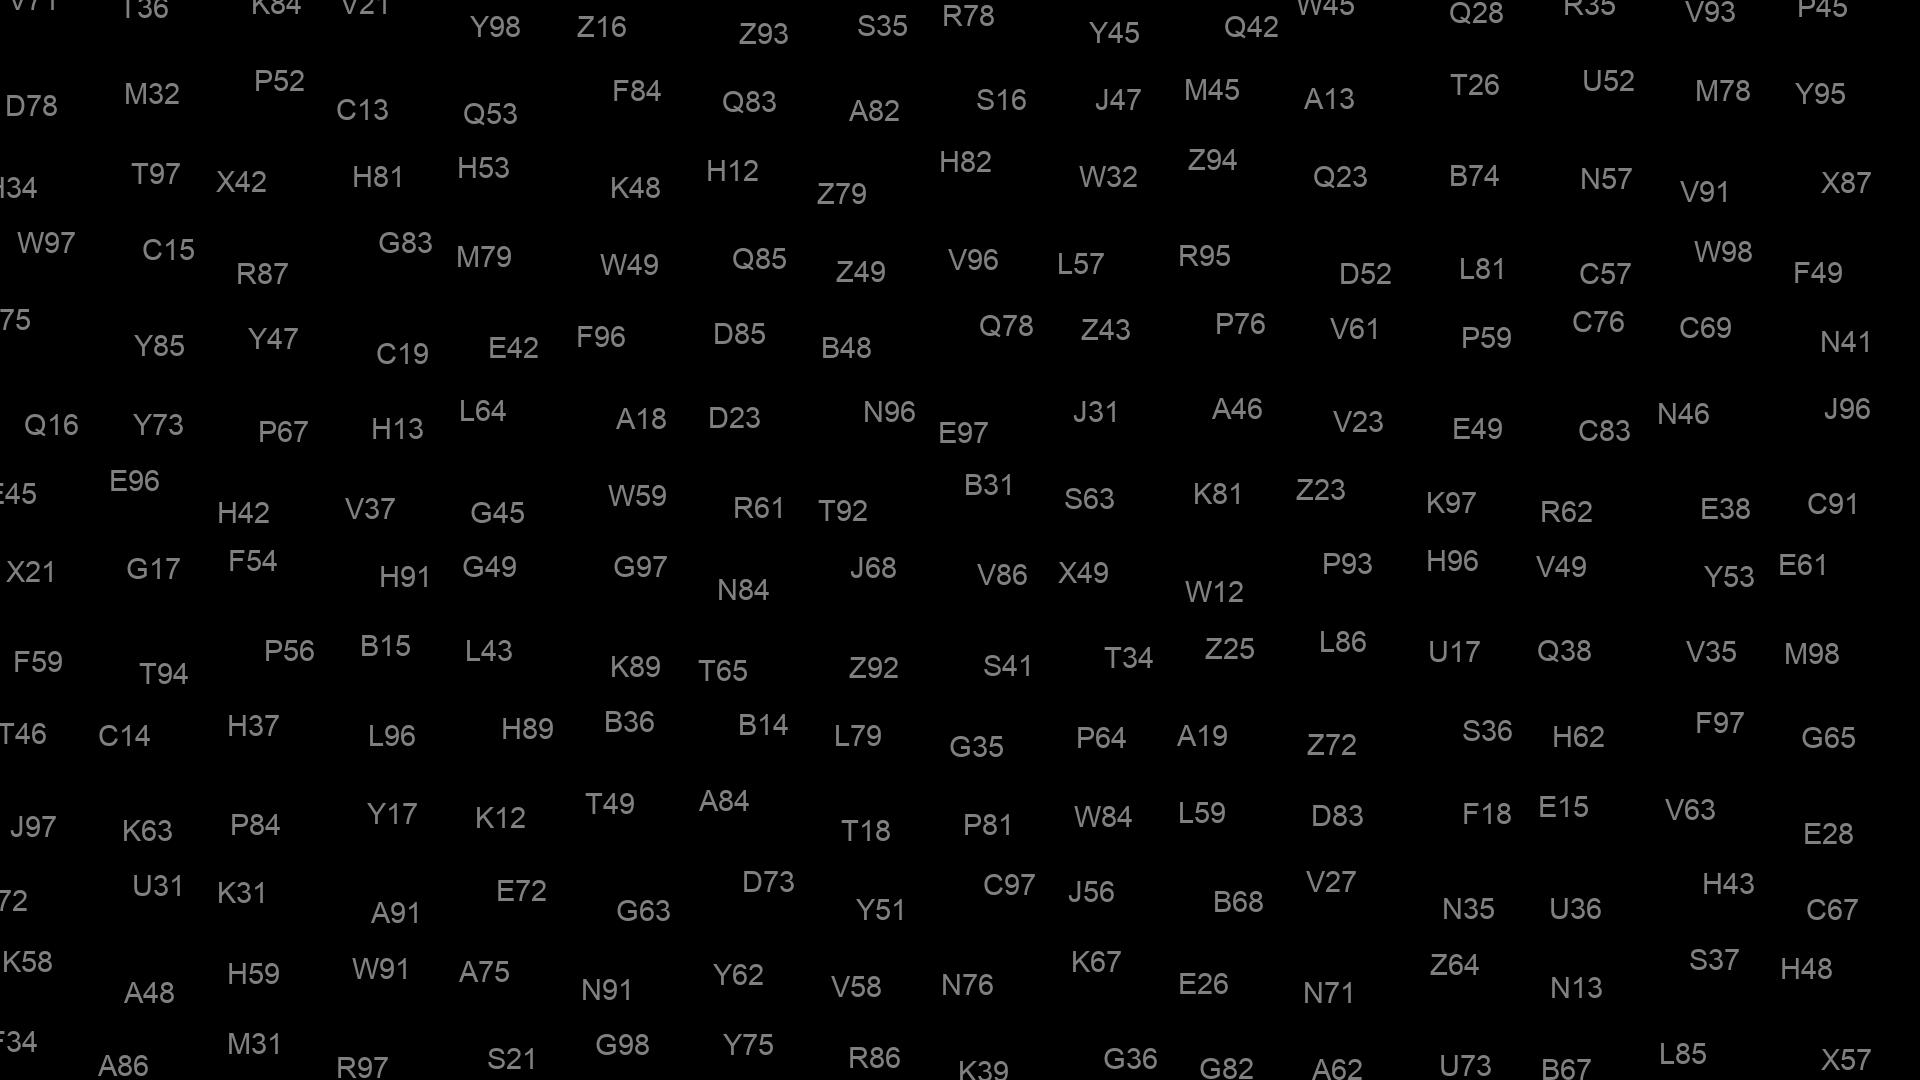 V71 T36 K84 V21 Y98 Z16 Z93 S35 R78 Y45 Q42 W45 Q28 R35 V93 P45
D78 M32 P52 C13 Q53 F84 Q83 A82 S16 J47 M45 A13 T26 U52 M78 Y95
H34 T97 X42 H81 H53 K48 H12 Z79 H82 W32 Z94 Q23 B74 N57 V91 X87
W97 C15 R87 G83 M79 W49 Q85 Z49 V96 L57 R95 D52 L81 C57 W98 F49
75 Y85 Y47 C19 E42 F96 D85 B48 Q78 Z43 P76 V61 P59 C76 C69 N41
Q16 Y73 P67 H13 L64 A18 D23 N96 E97 J31 A46 V23 E49 C83 N46 J96
E45 E96 H42 V37 G45 W59 R61 T92 B31 S63 K81 Z23 K97 R62 E38 C91
X21 G17 F54 H91 G49 G97 N84 J68 V86 X49 W12 P93 H96 V49 Y53 E61
F59 T94 P56 B15 L43 K89 T65 Z92 S41 T34 Z25 L86 U17 Q38 V35 M98
T46 C14 H37 L96 H89 B36 B14 L79 G35 P64 A19 Z72 S36 H62 F97 G65
J97 K63 P84 Y17 K12 T49 A84 T18 P81 W84 L59 D83 F18 E15 V63 E28
72 U31 K31 A91 E72 G63 D73 Y51 C97 J56 B68 V27 N35 U36 H43 C67
K58 A48 H59 W91 A75 N91 Y62 V58 N76 K67 E26 N71 Z64 N13 S37 H48
F34 A86 M31 R97 S21 G98 Y75 R86 K39 G36 G82 A62 U73 B67 L85 X57